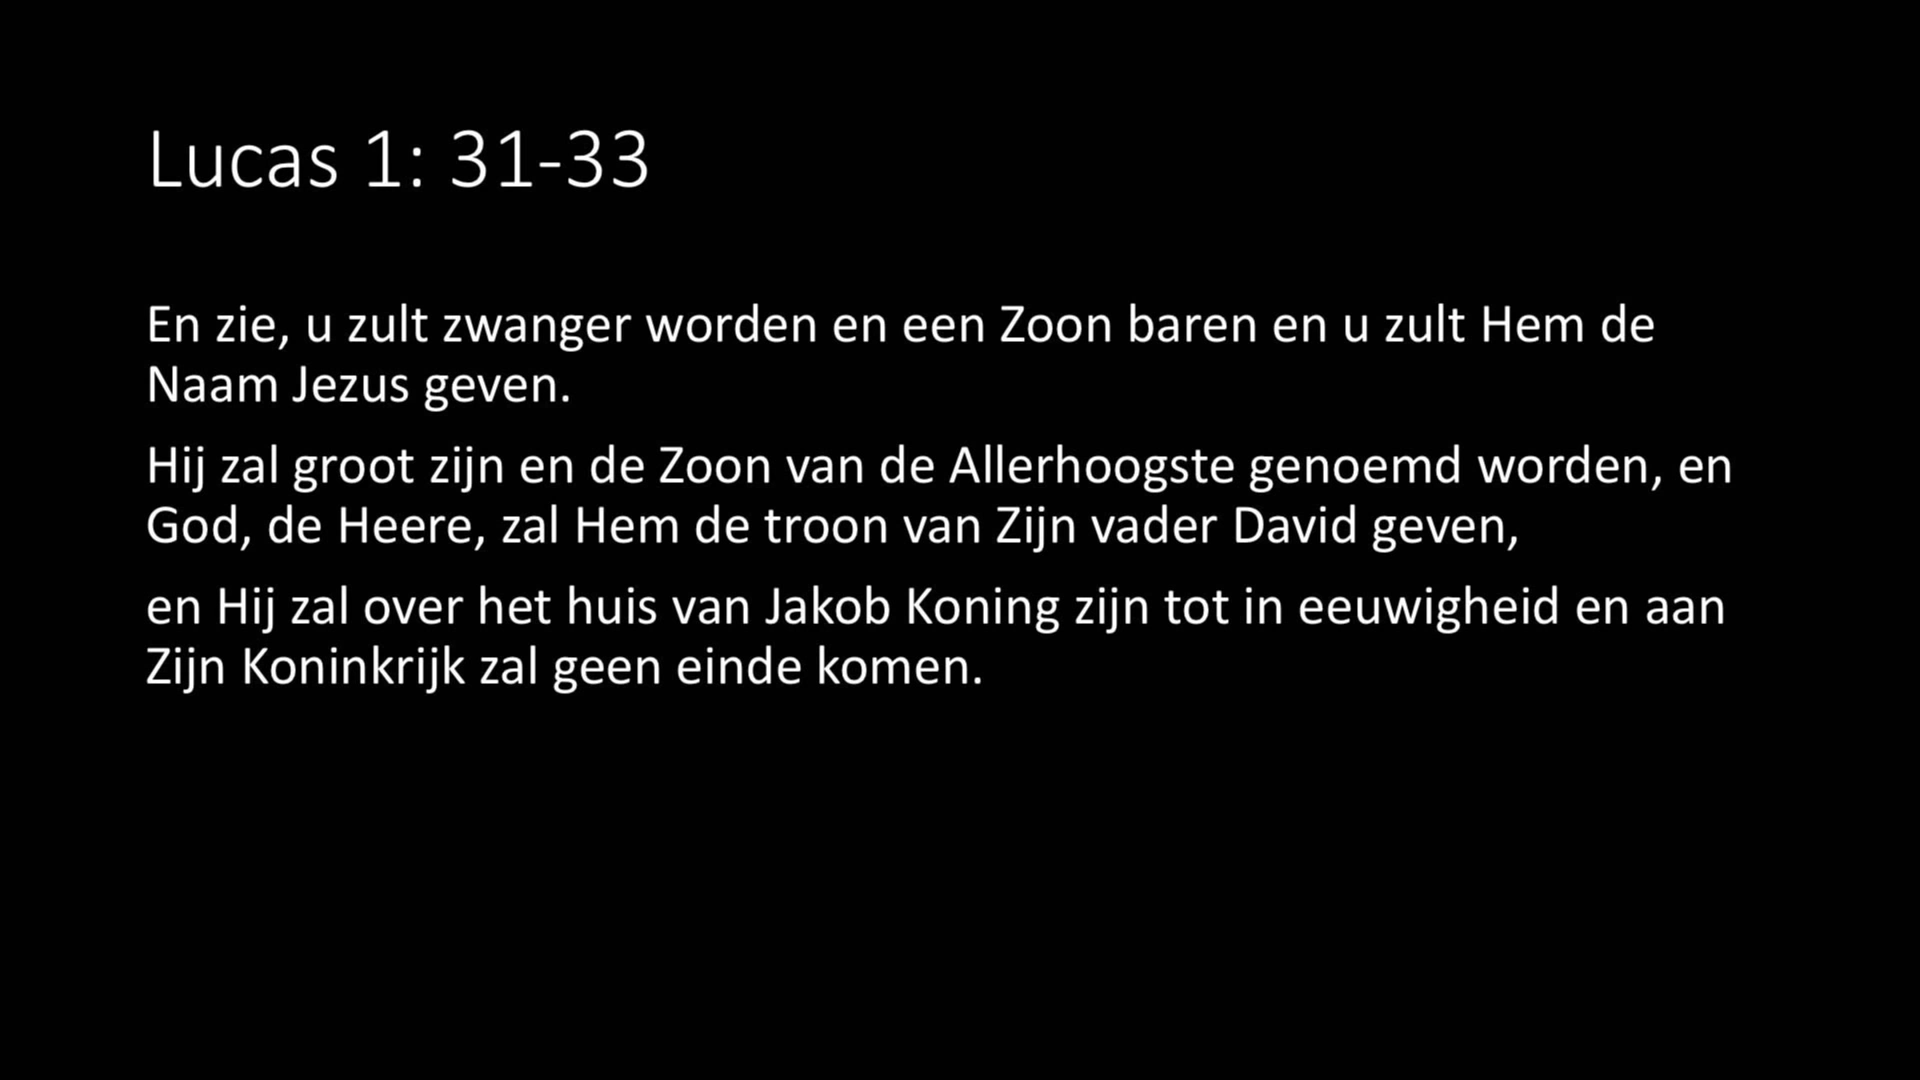 Lucas 1: 31-33
En zie, u zult zwanger worden en een Zoon baren en u zult Hem de
Naam Jezus geven.
Hij zal groot zijn en de Zoon van de Allerhoogste genoemd worden, en
God, de Heere, zal Hem de troon van Zijn vader David geven,
en Hij zal over het huis van Jakob Koning zijn tot in eeuwigheid en aan
Zijn Koninkrijk zal geen einde komen.